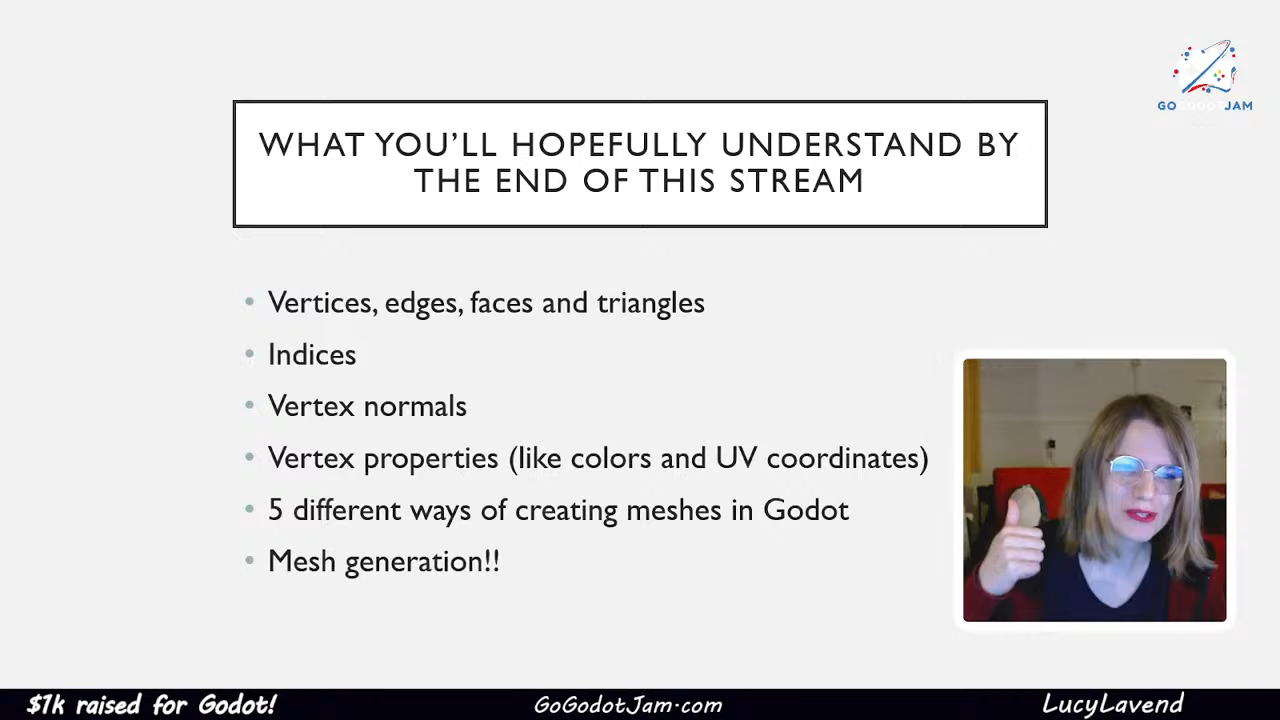 GOGODOTJAM
WHAT YOU’LL HOPEFULLY UNDERSTAND BY
THE END OF THIS STREAM
• Vertices, edges, faces and triangles
• Indices
• Vertex normals
• Vertex properties (like colors and UV coordinates)
• 5 different ways of creating meshes in Godot
• Mesh generation!!
$1k raised for Godot!
GoGodotJam.com
LucyLavend